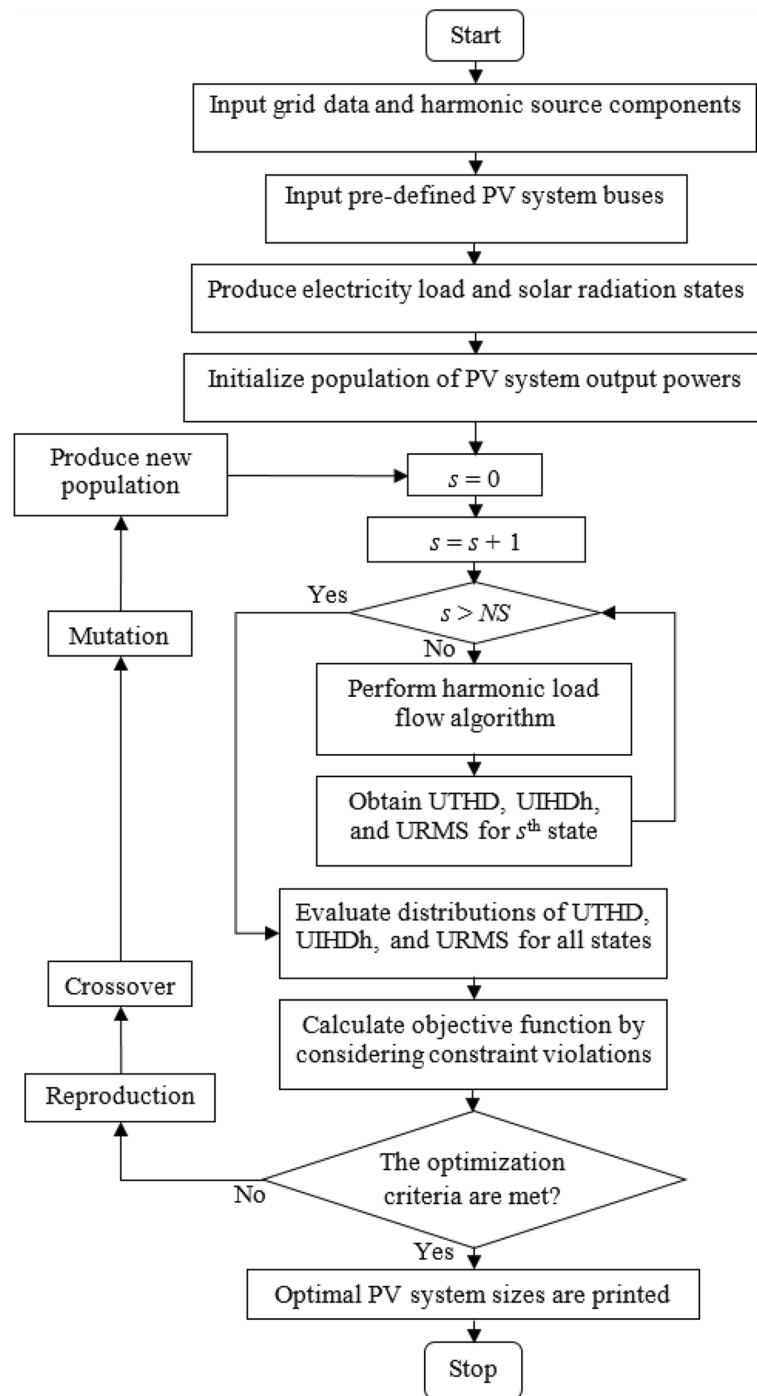 Start
Input grid data and harmonic source components
Input pre-defined PV system buses
Produce electricity load and solar radiation states
Initialize population of PV system output powers
Produce new
population
s = 0
s = s + 1
Yes
s > NS
No
Mutation
Perform harmonic load
flow algorithm
Obtain UTHD, UIHDh,
and URMS for sth state
Evaluate distributions of UTHD,
UIHDh, and URMS for all states
Crossover
Calculate objective function by
considering constraint violations
Reproduction
The optimization
criteria are met?
No
Yes
Optimal PV system sizes are printed
Stop